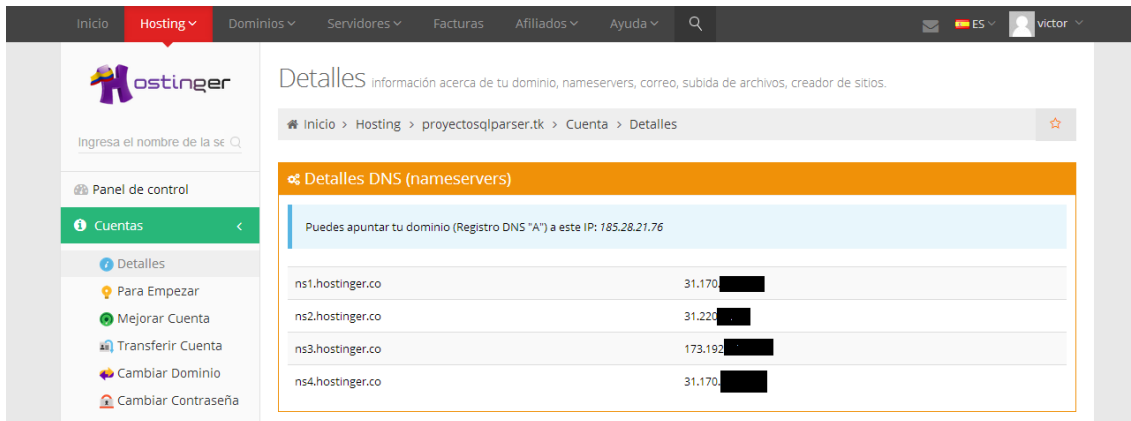 Inicio Hosting Dominios Servidores Facturas Afiliados Ayuda ES victor
Hostinger
Detalles información acerca de tu dominio, nameservers, correo, subida de archivos, creador de sitios.
Inicio > Hosting > proyectosqlparser.tk > Cuenta > Detalles
Ingresa el nombre de la se
Panel de control
Cuentas
Detalles
Para Empezar
Mejorar Cuenta
Transferir Cuenta
Cambiar Dominio
Cambiar Contraseña
Detalles DNS (nameservers)
Puedes apuntar tu dominio (Registro DNS "A") a este IP: 185.28.21.76
ns1.hostinger.co 31.170.
ns2.hostinger.co 31.220
ns3.hostinger.co 173.192
ns4.hostinger.co 31.170.